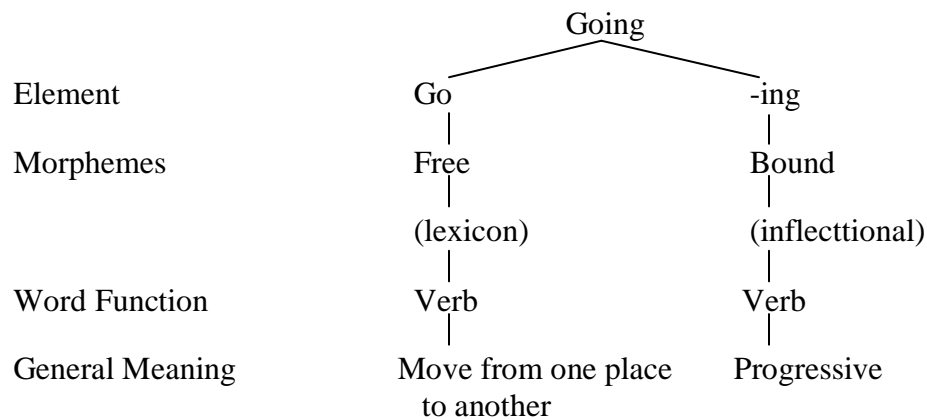 Going
Element Go -ing
Morphemes Free Bound
(lexicon) (inflecttional)
Word Function Verb Verb
General Meaning Move from one place Progressive
to another